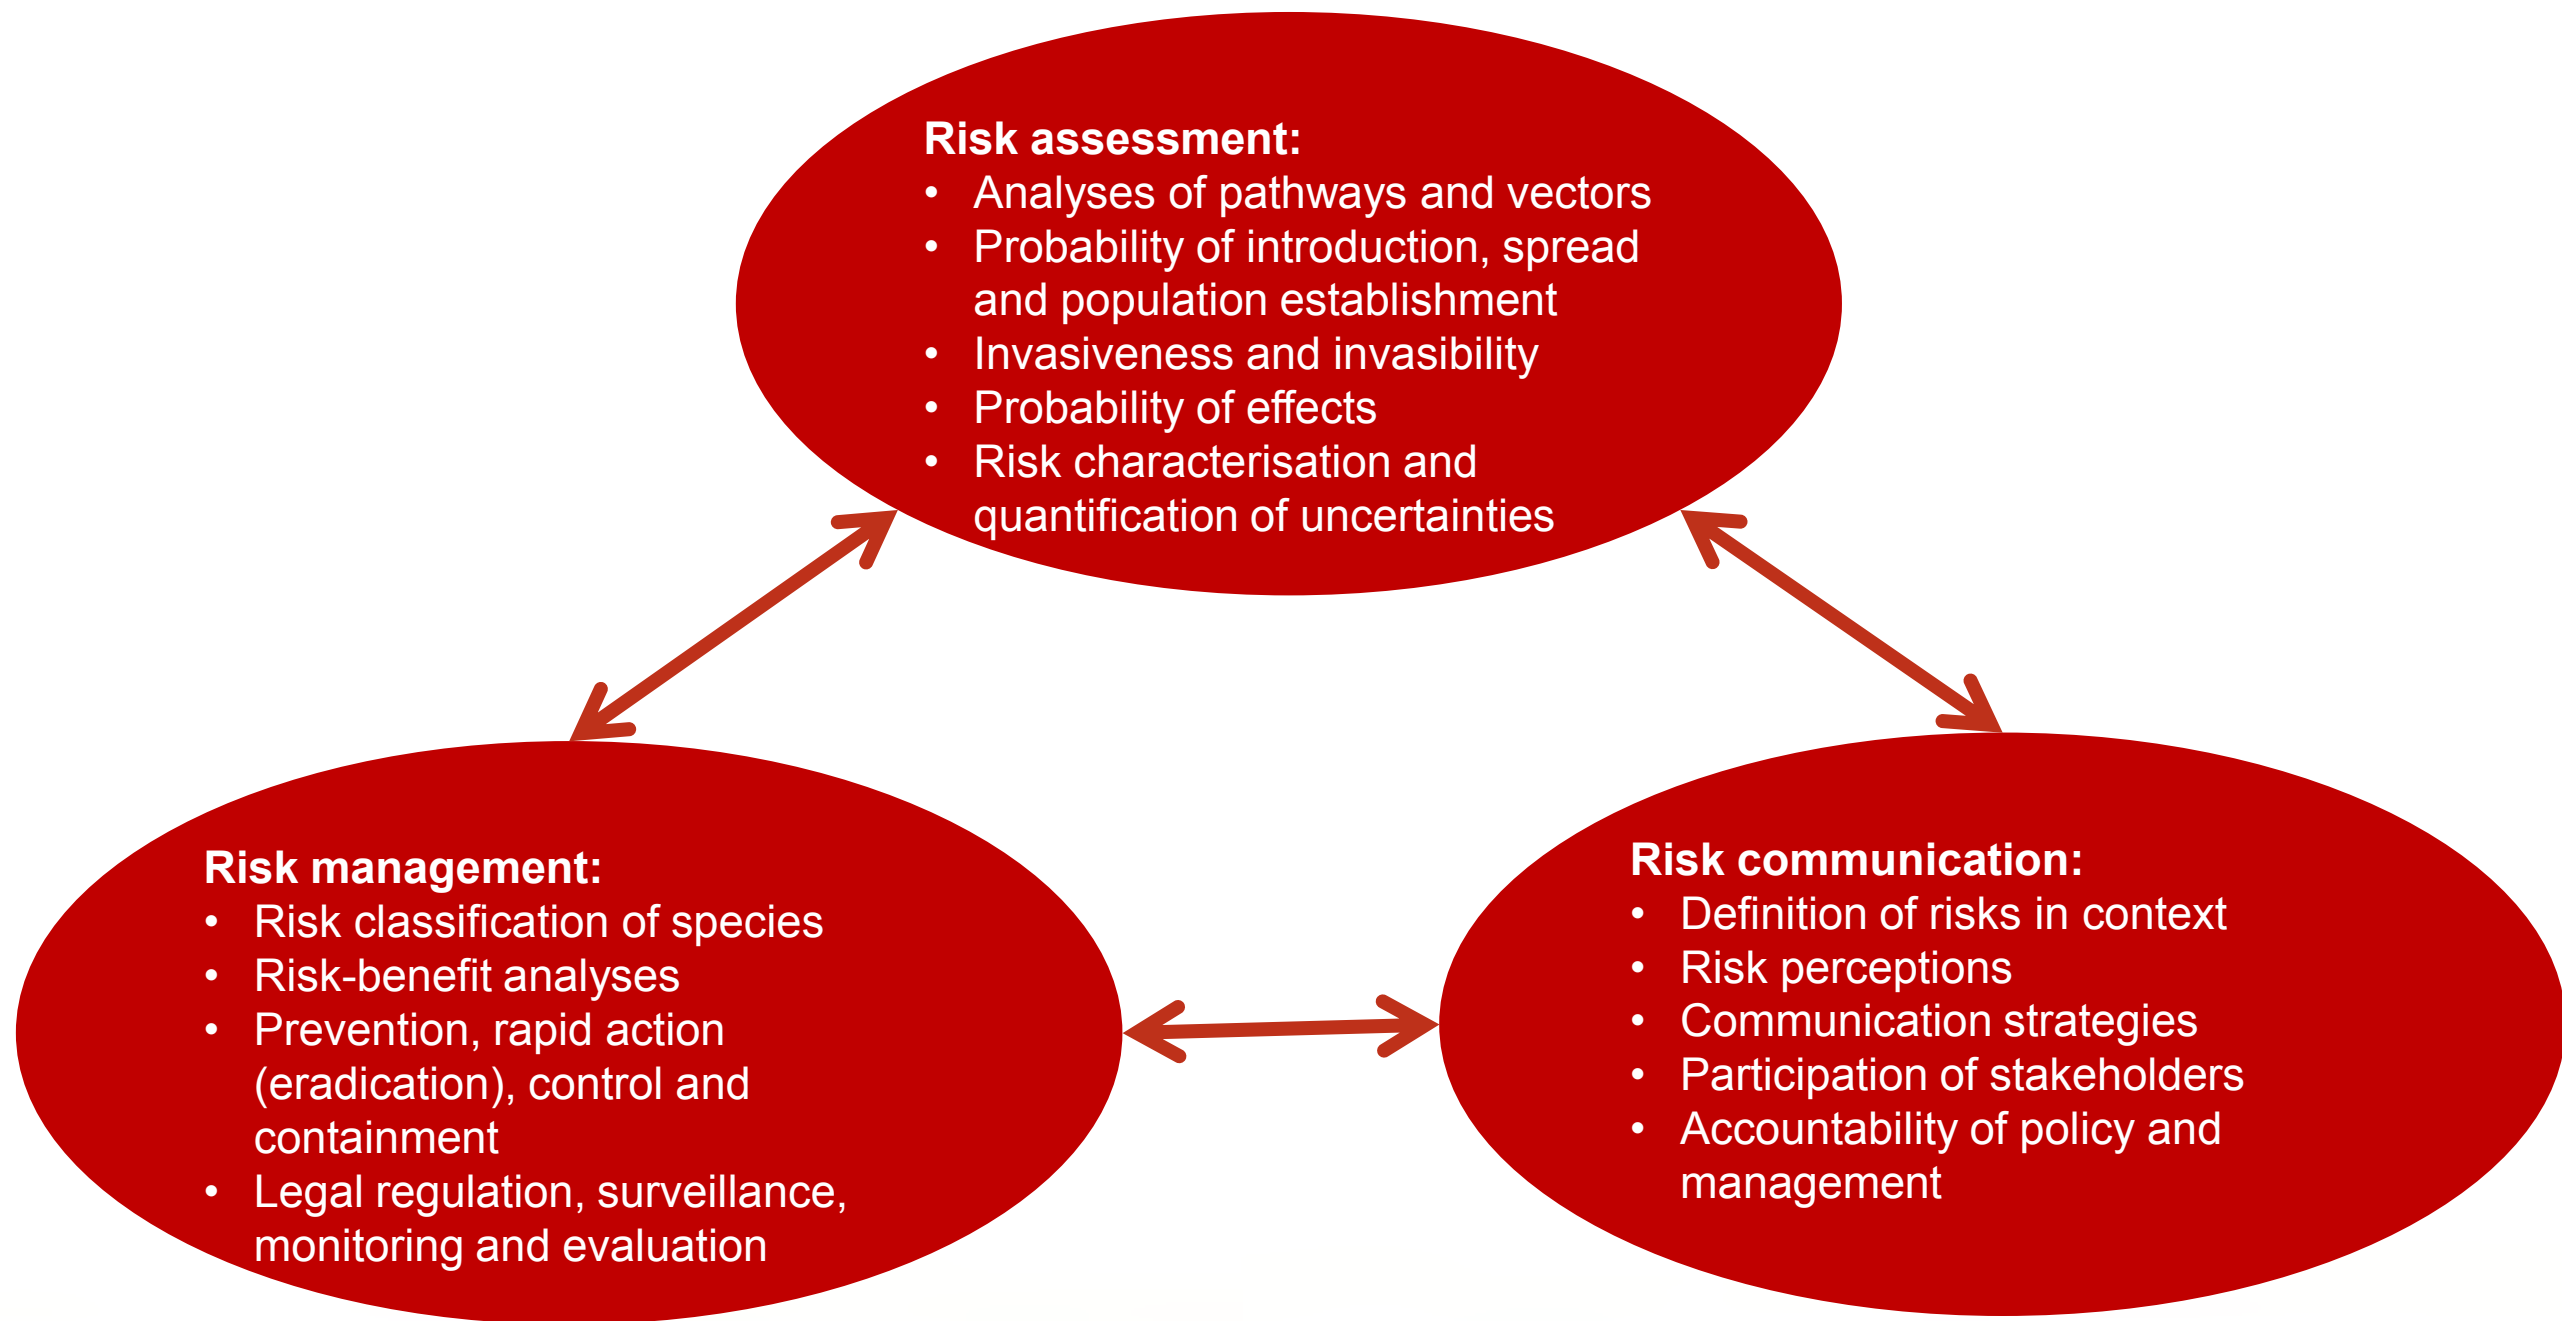 Risk assessment:
• Analyses of pathways and vectors
• Probability of introduction, spread
and population establishment
• Invasiveness and invasibility
• Probability of effects
• Risk characterisation and
quantification of uncertainties
Risk management:
• Risk classification of species
• Risk-benefit analyses
• Prevention, rapid action
(eradication), control and
containment
• Legal regulation, surveillance,
monitoring and evaluation
Risk communication:
• Definition of risks in context
• Risk perceptions
• Communication strategies
• Participation of stakeholders
• Accountability of policy and
management